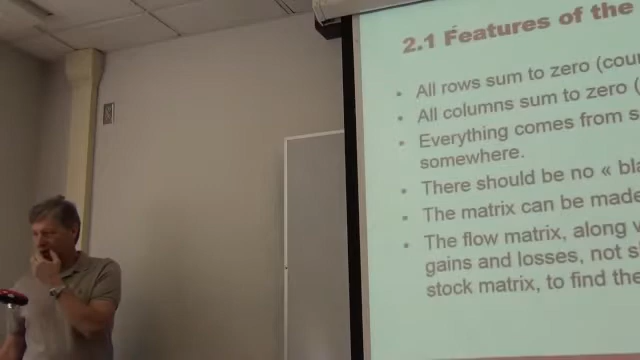 2.1 Features of the
All rows sum to zero
All columns sum to zero (
Everything comes from
somewhere.
There should be no «
The matrix can be made
The flow matrix, along
gains and losses, not
stock matrix, to find the